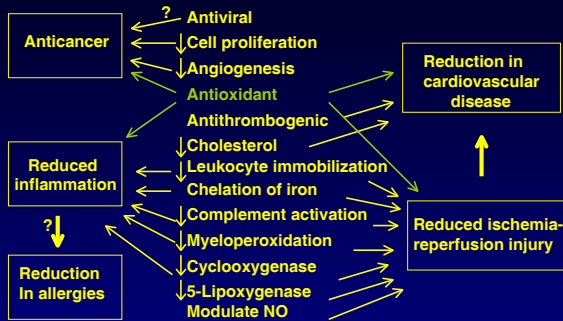 ?
Antiviral
Anticancer
↓Cell proliferation
↓Angiogenesis
Antioxidant
Antithrombogenic
↓Cholesterol
↓Leukocyte immobilization
Chelation of iron
↓Complement activation
↓Myeloperoxidation
↓Cyclooxygenase
↓5-Lipoxygenase
Modulate NO
Reduced
inflammation
?
Reduction
In allergies
Reduction in
cardiovascular
disease
Reduced ischemia-
reperfusion injury